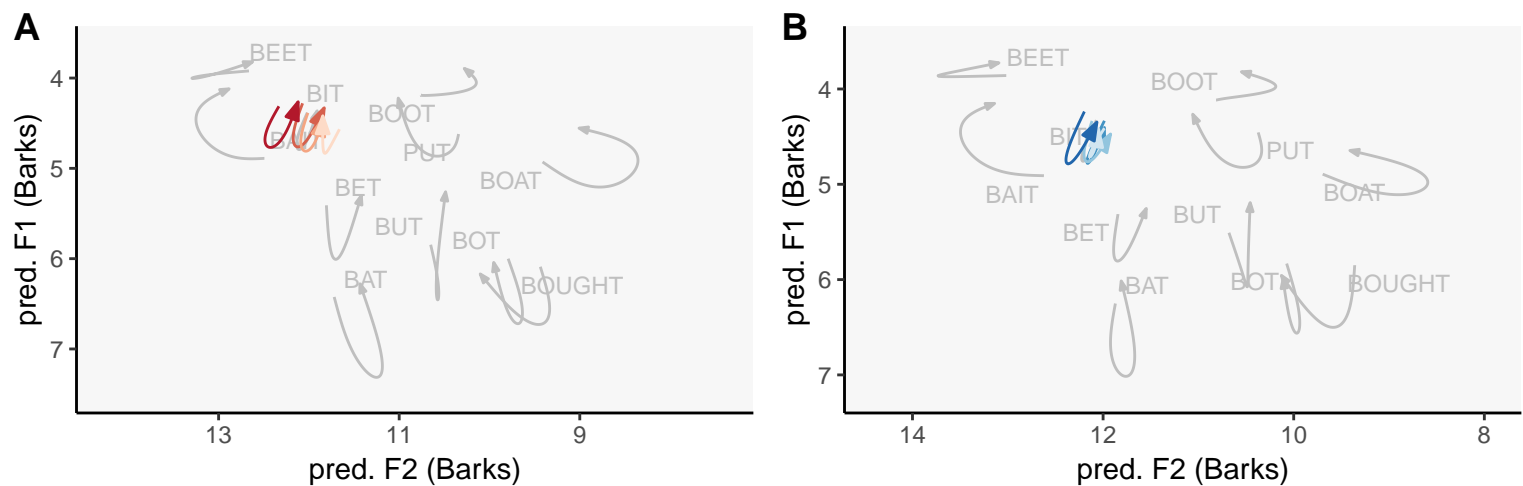 A
BEET
BIT
BOOT
PUT
BOAT
BET
BUT
BOT
BAT
BOUGHT
4
5
6
7
13
11
9
pred. F1 (Barks)
pred. F2 (Barks)
B
BEET
BOOT
BIT
PUT
BAIT
BOAT
BET
BUT
BOT
BAT
BOUGHT
4
5
6
7
14
12
10
8
pred. F1 (Barks)
pred. F2 (Barks)